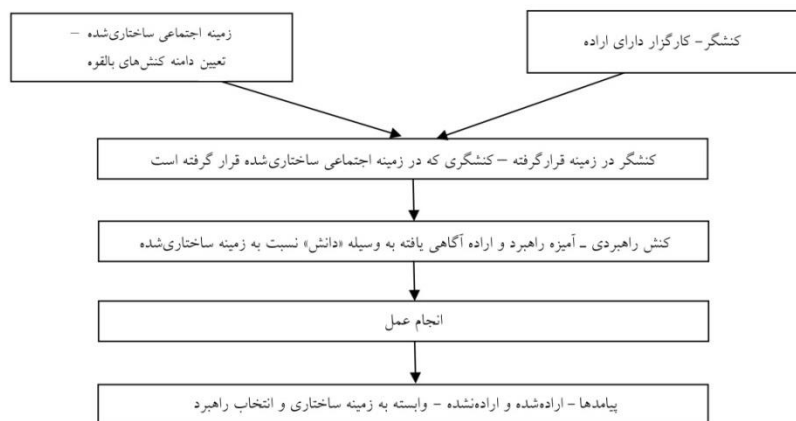 کنشگر- کارگزار دارای اراده
زمینه اجتماعی ساختاری‌شده –
تعیین دامنه کنش‌های بالقوه
کنشگر در زمینه قرارگرفته – کنشگری که در زمینه اجتماعی ساختاری‌شده قرار گرفته است
کنش راهبردی ـ آمیزه راهبرد و اراده آگاهی یافته به وسیله «دانش» نسبت به زمینه ساختاری‌شده
انجام عمل
پیامدها – اراده‌شده و اراده‌نشده – وابسته به زمینه ساختاری و انتخاب راهبرد